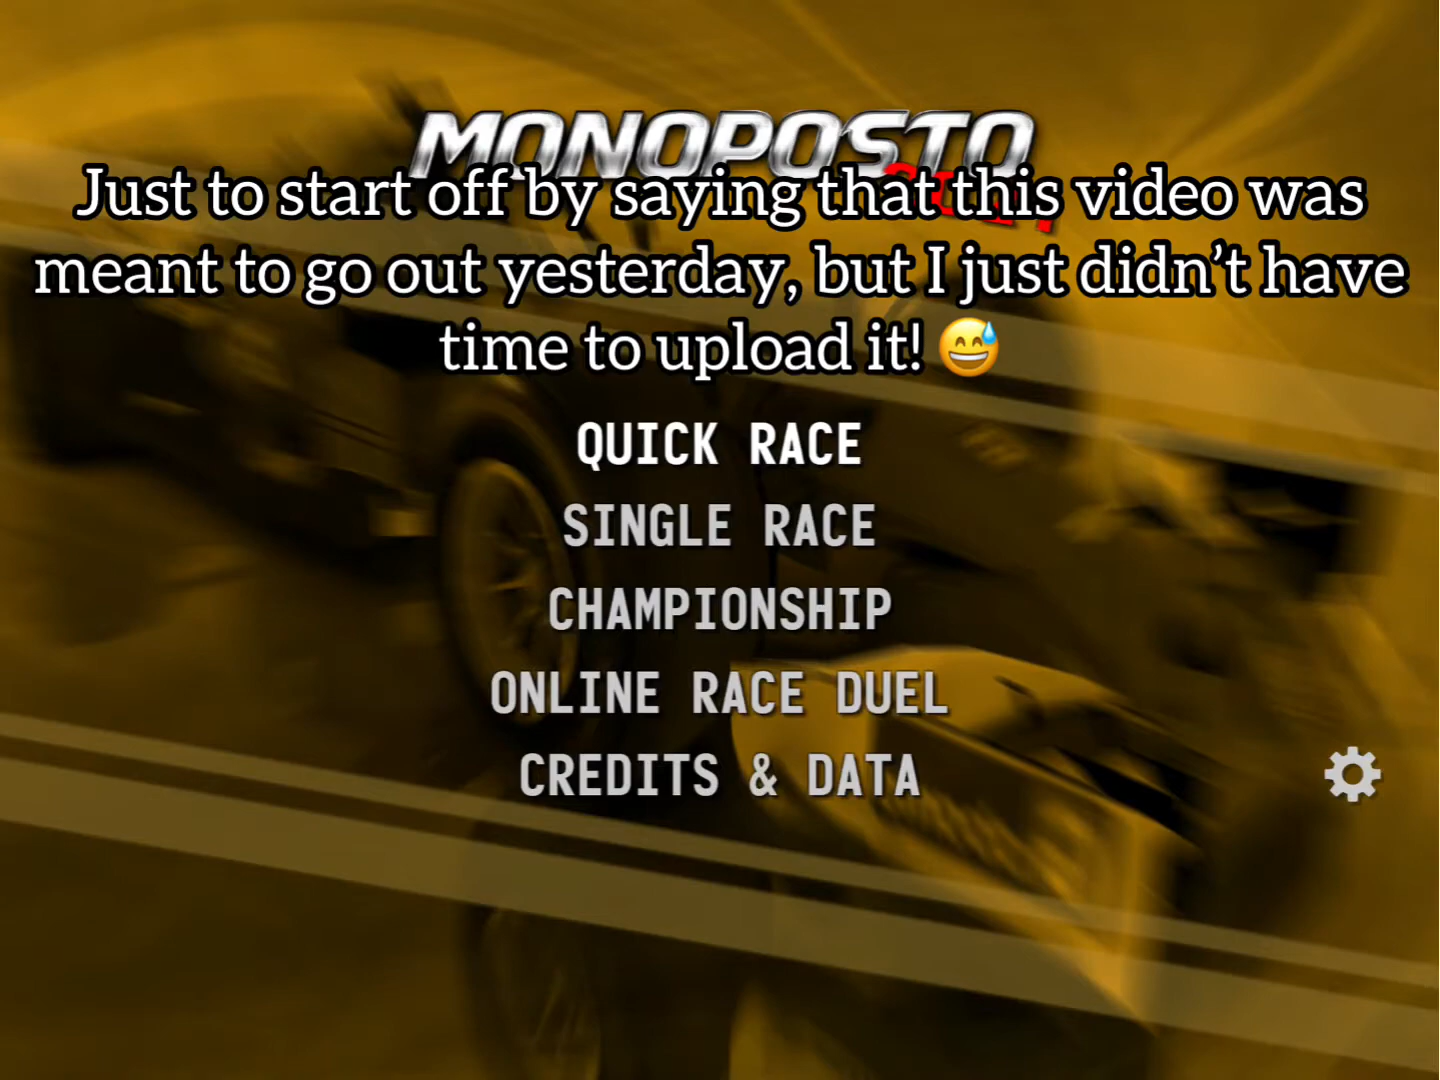 MONOPOSTO
Just to start off by saying that this video was
meant to go out yesterday, but I just didn’t have
time to upload it! 😅
QUICK RACE
SINGLE RACE
CHAMPIONSHIP
ONLINE RACE DUEL
CREDITS & DATA